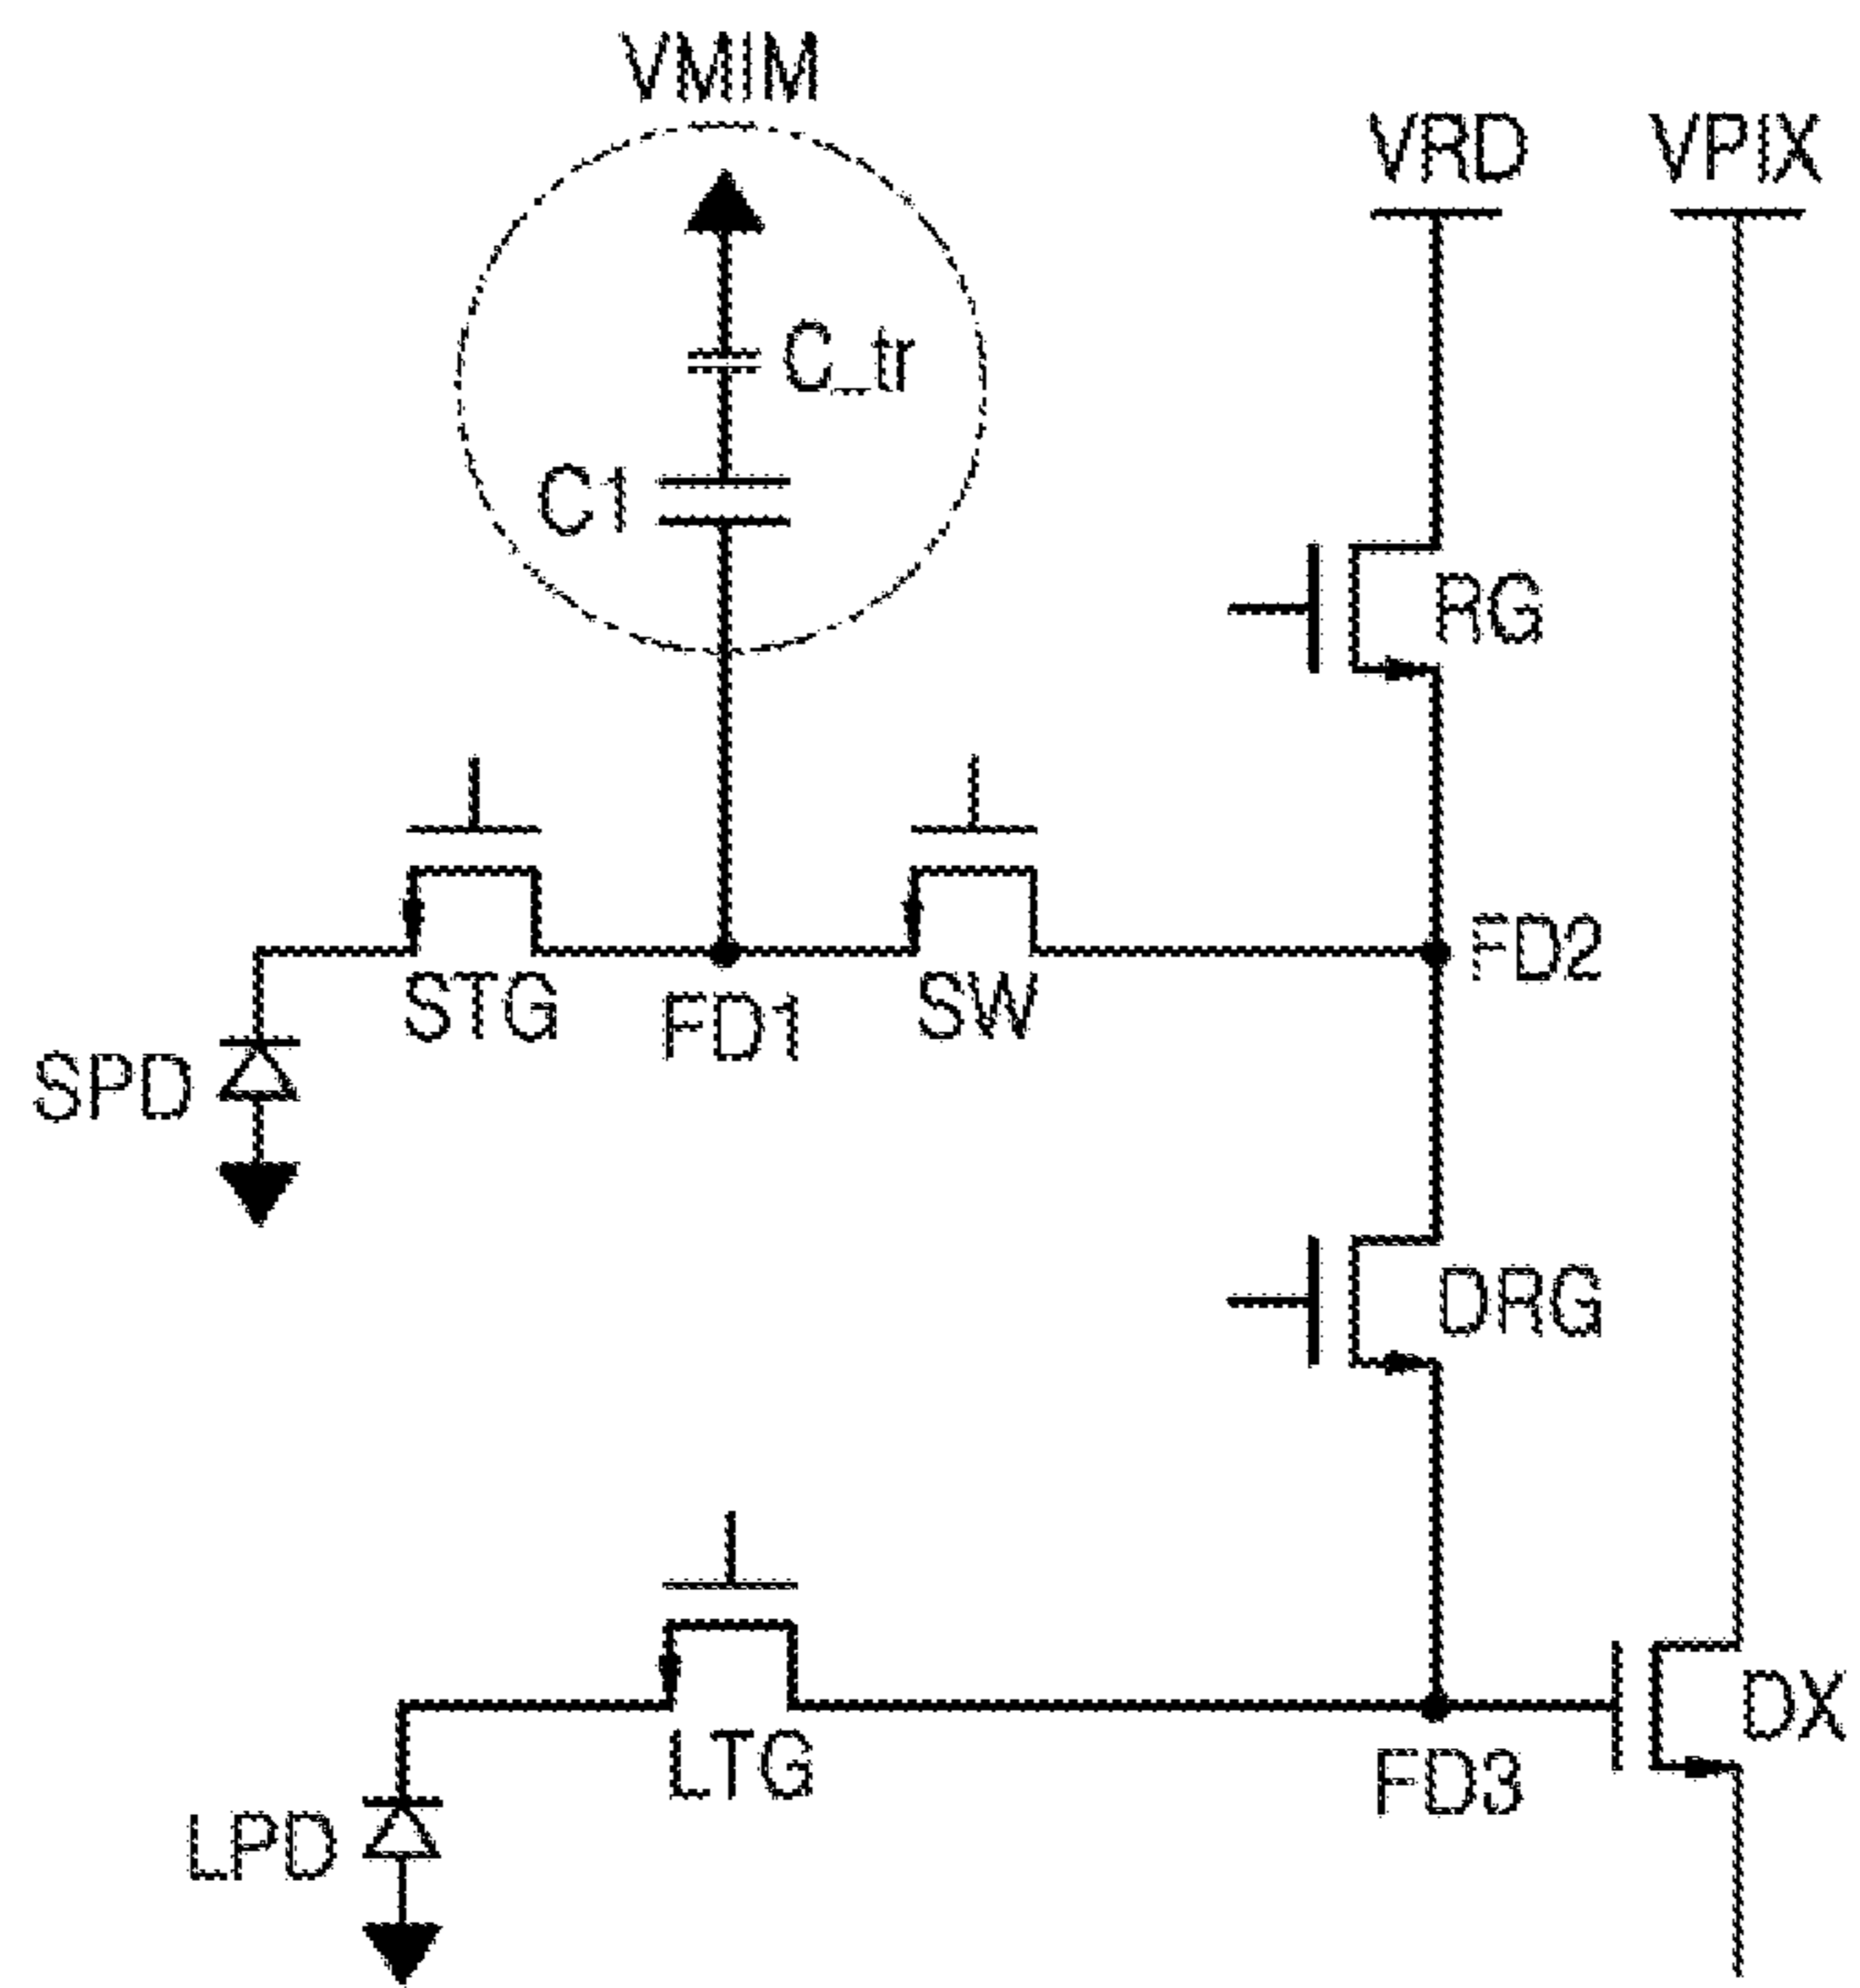 VMIM
VRD
VPIX
C_tr
C1
RG
FD2
STG
FD1
SW
SPD
DRG
DX
LTG
FD3
LPD